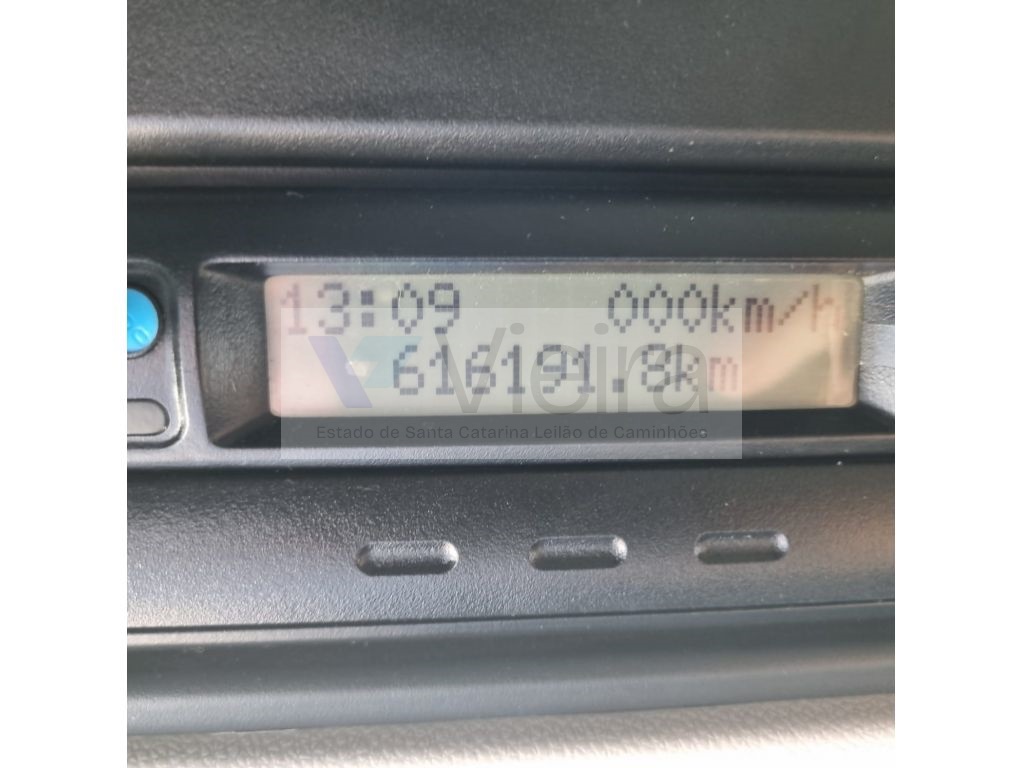 13:09 000km/h
616191.8km
Vieira
Estado de Santa Catarina Leilão de Caminhões